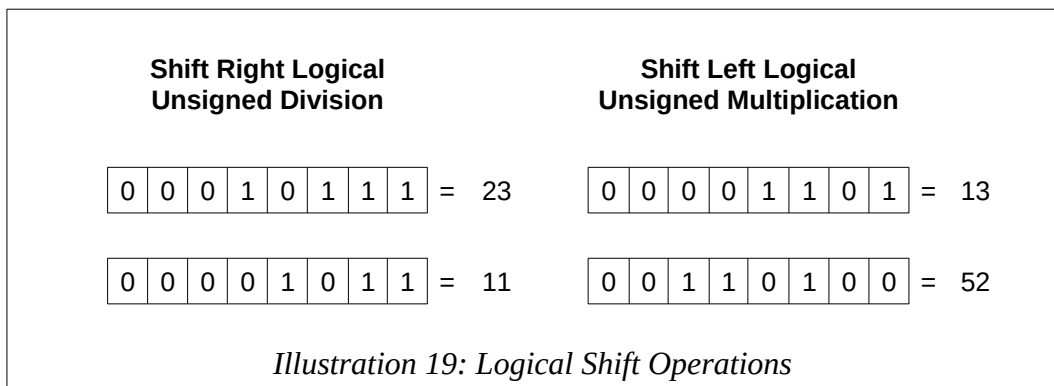 Shift Right Logical
Unsigned Division
Shift Left Logical
Unsigned Multiplication
0 0 0 1 0 1 1 1 = 23
0 0 0 0 1 1 0 1 = 13
0 0 0 0 1 0 1 1 = 11
0 0 1 1 0 1 0 0 = 52
Illustration 19: Logical Shift Operations